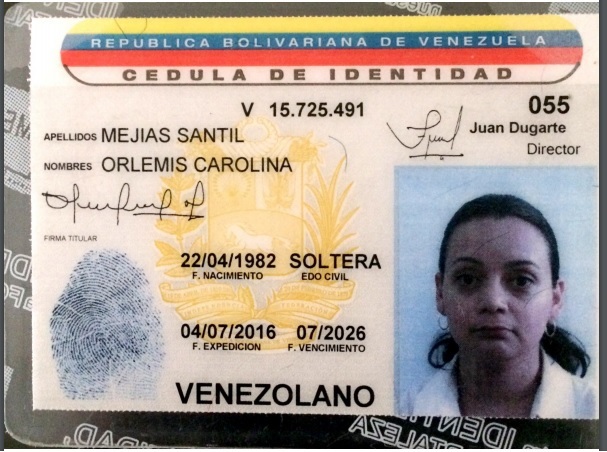 REPUBLICA BOLIVARIANA DE VENEZUELA
CEDULA DE IDENTIDAD
V 15.725.491
055
APELLIDOS MEJIAS SANTIL
Juan Dugarte
Director
NOMBRES ORLEMIS CAROLINA
FIRMA TITULAR
22/04/1982 SOLTERA
F. NACIMIENTO EDO CIVIL
04/07/2016 07/2026
F. EXPEDICION F. VENCIMIENTO
VENEZOLANO